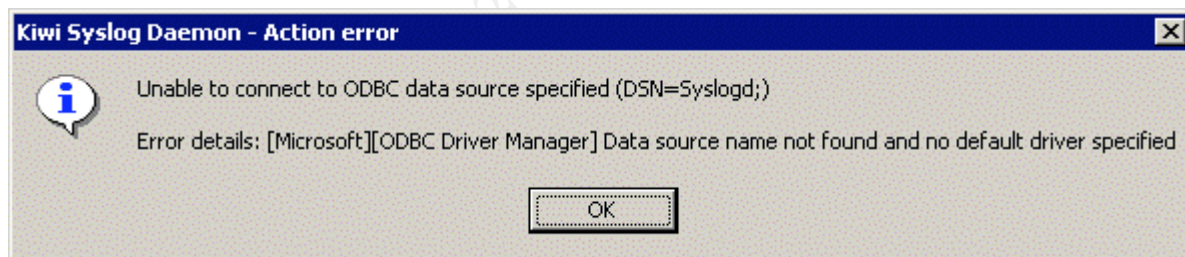 Kiwi Syslog Daemon - Action error
Unable to connect to ODBC data source specified (DSN=Syslogd;)
Error details: [Microsoft][ODBC Driver Manager] Data source name not found and no default driver specified
OK